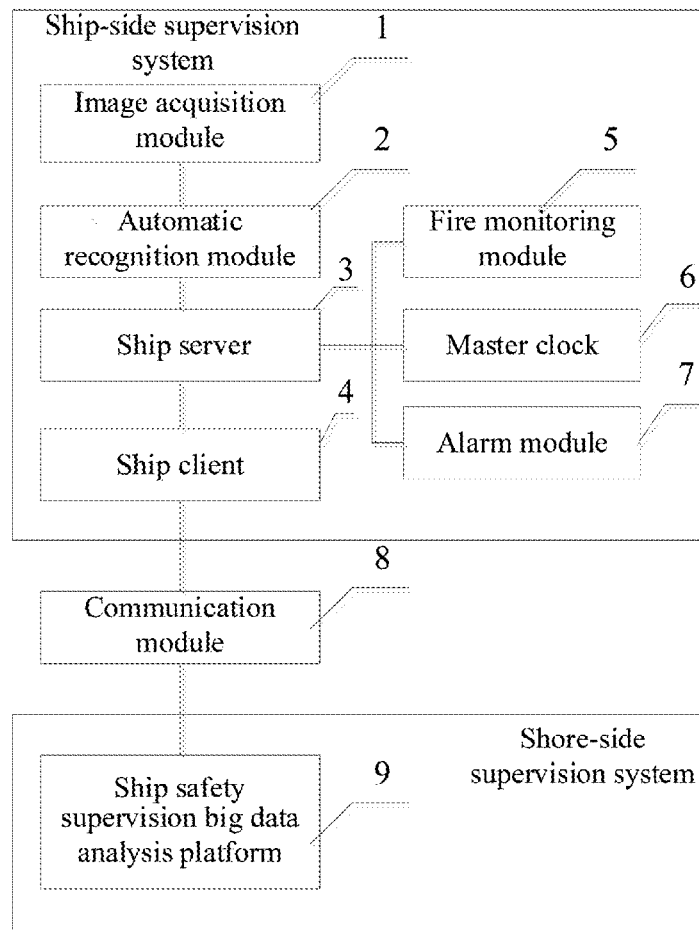 Ship-side supervision
system
1
Image acquisition
module
2
Automatic
recognition module
5
Fire monitoring
module
3
Ship server
6
Master clock
4
Ship client
7
Alarm module
8
Communication
module
Shore-side
supervision system
9
Ship safety
supervision big data
analysis platform